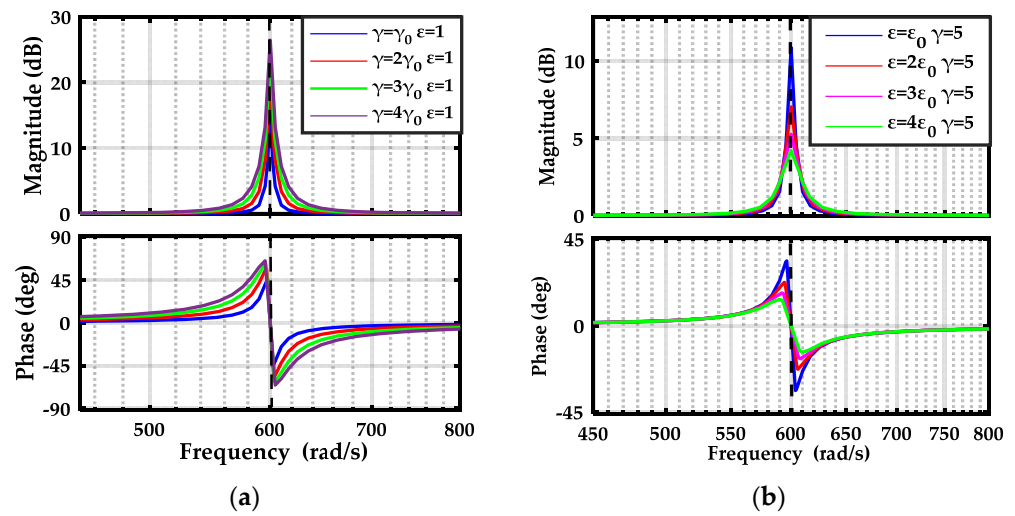 30
20
10
0
Magnitude (dB)
γ=γ₀ ε=1
γ=2γ₀ ε=1
γ=3γ₀ ε=1
γ=4γ₀ ε=1
90
45
0
-45
-90
Phase (deg)
500 600 700 800
Frequency (rad/s)
(a)
10
5
0
Magnitude (dB)
ε=ε₀ γ=5
ε=2ε₀ γ=5
ε=3ε₀ γ=5
ε=4ε₀ γ=5
45
0
-45
Phase (deg)
450 500 550 600 650 700 750 800
Frequency (rad/s)
(b)